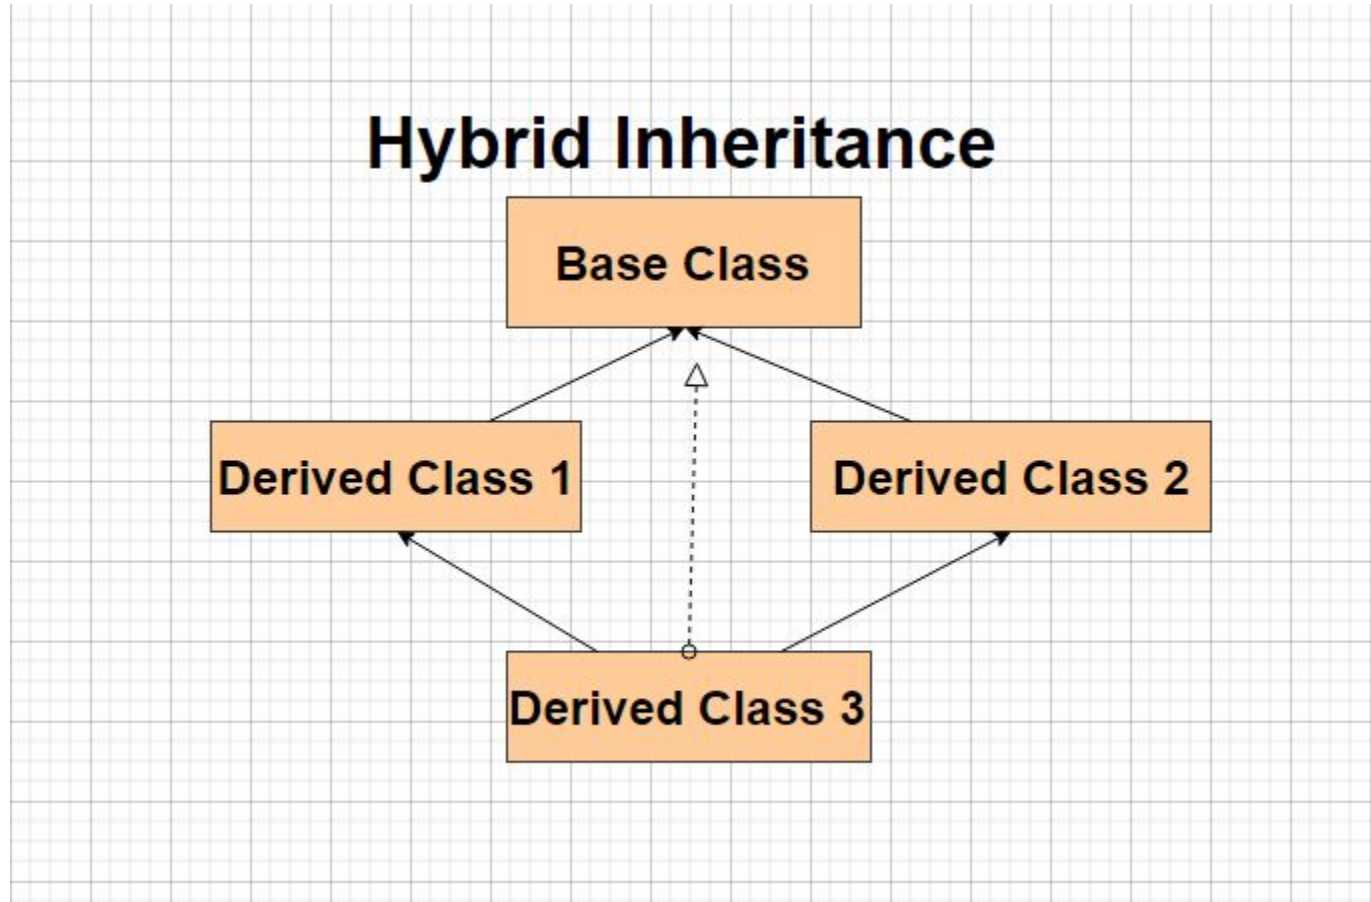 Hybrid Inheritance
Base Class
Derived Class 1
Derived Class 2
Derived Class 3